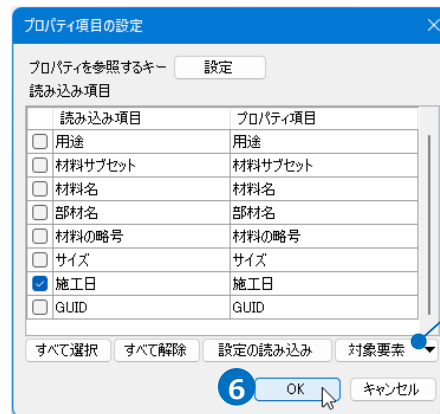 プロパティ項目の設定
プロパティを参照するキー 設定
読み込み項目
読み込み項目 プロパティ項目
用途 用途
材料サブセット 材料サブセット
材料名 材料名
部材名 部材名
材料の略号 材料の略号
サイズ サイズ
施工日 施工日
GUID GUID
すべて選択 すべて解除 設定の読み込み 対象要素
6 OK キャンセル